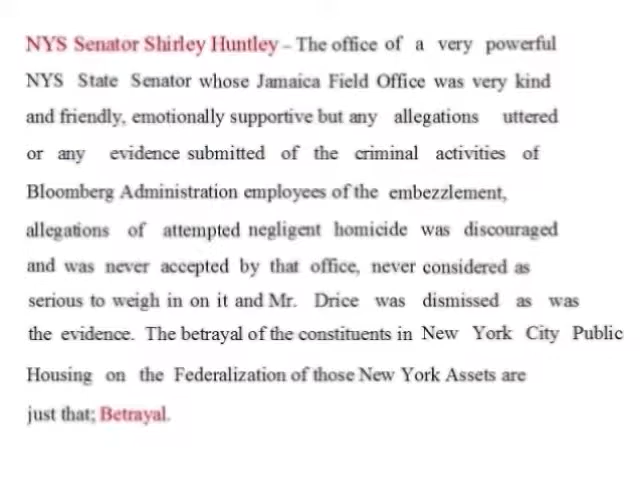 NYS Senator Shirley Huntley – The office of a very powerful
NYS State Senator whose Jamaica Field Office was very kind
and friendly, emotionally supportive but any allegations uttered
or any evidence submitted of the criminal activities of
Bloomberg Administration employees of the embezzlement,
allegations of attempted negligent homicide was discouraged
and was never accepted by that office, never considered as
serious to weigh in on it and Mr. Drice was dismissed as was
the evidence. The betrayal of the constituents in New York City Public
Housing on the Federalization of those New York Assets are
just that; Betrayal.